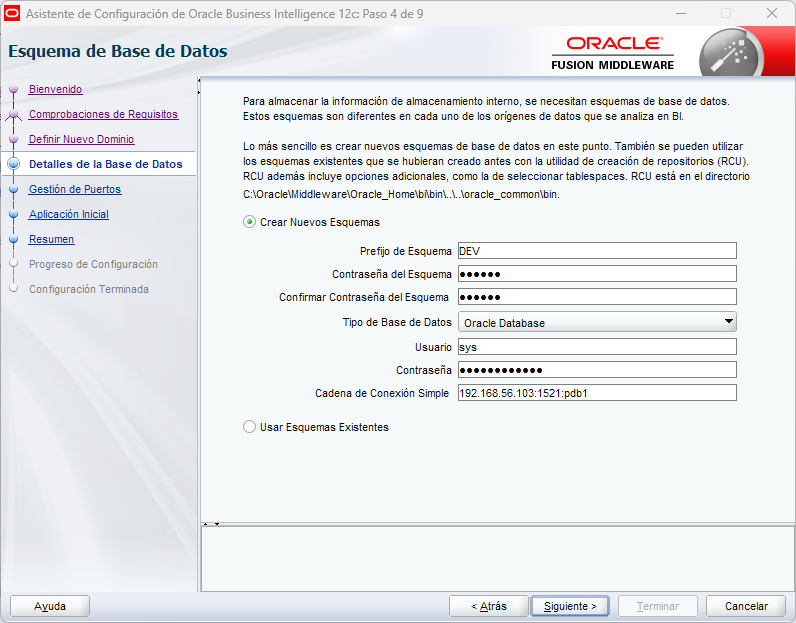 Asistente de Configuración de Oracle Business Intelligence 12c: Paso 4 de 9
Esquema de Base de Datos
ORACLE
FUSION MIDDLEWARE
Bienvenido
Comprobaciones de Requisitos
Definir Nuevo Dominio
Detalles de la Base de Datos
Gestión de Puertos
Aplicación Inicial
Resumen
Progreso de Configuración
Configuración Terminada
Para almacenar la información de almacenamiento interno, se necesitan esquemas de base de datos.
Estos esquemas son diferentes en cada uno de los orígenes de datos que se analiza en BI.
Lo más sencillo es crear nuevos esquemas de base de datos en este punto. También se pueden utilizar
los esquemas existentes que se hubieran creado antes con la utilidad de creación de repositorios (RCU).
RCU además incluye opciones adicionales, como la de seleccionar tablespaces. RCU está en el directorio
C:\Oracle\Middleware\Oracle_Home\bi\bin\..\..\oracle_common\bin.
Crear Nuevos Esquemas
Prefijo de Esquema DEV
Contraseña del Esquema ●●●●●●
Confirmar Contraseña del Esquema ●●●●●●
Tipo de Base de Datos Oracle Database
Usuario sys
Contraseña ●●●●●●●●●●●●
Cadena de Conexión Simple 192.168.56.103:1521:pdb1
Usar Esquemas Existentes
Ayuda
< Atrás
Siguiente >
Terminar
Cancelar